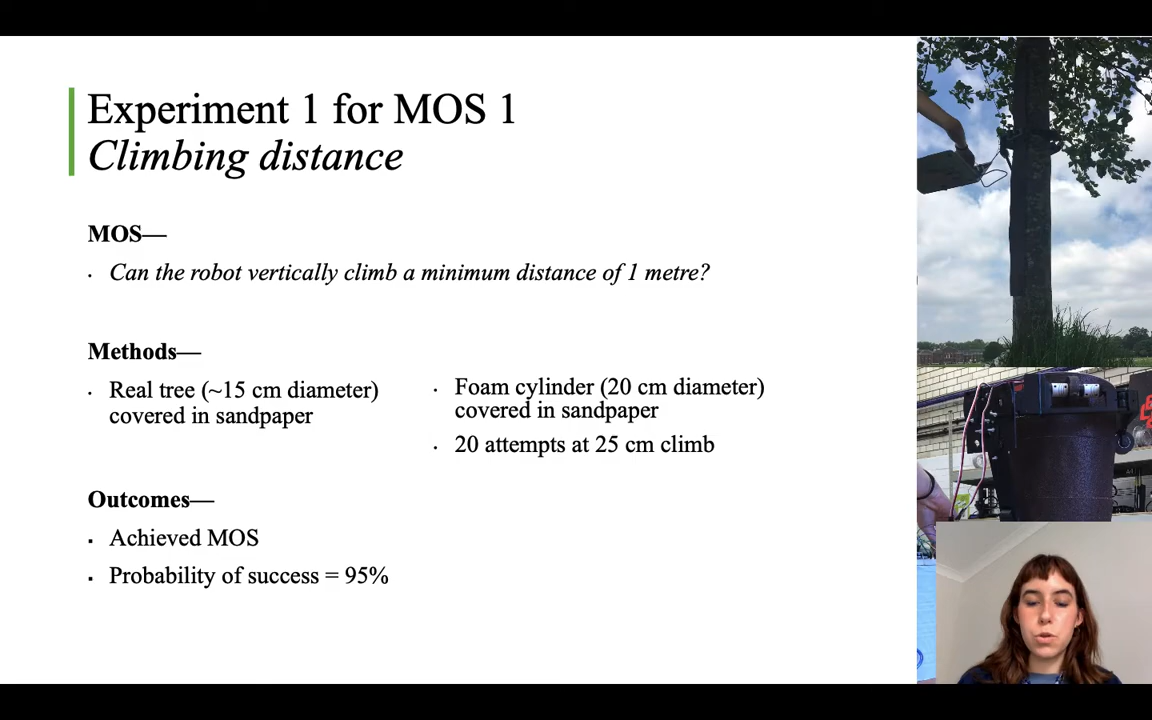 Experiment 1 for MOS 1
Climbing distance
MOS—
· Can the robot vertically climb a minimum distance of 1 metre?
Methods—
· Real tree (~15 cm diameter)
covered in sandpaper
· Foam cylinder (20 cm diameter)
covered in sandpaper
· 20 attempts at 25 cm climb
Outcomes—
▪ Achieved MOS
▪ Probability of success = 95%